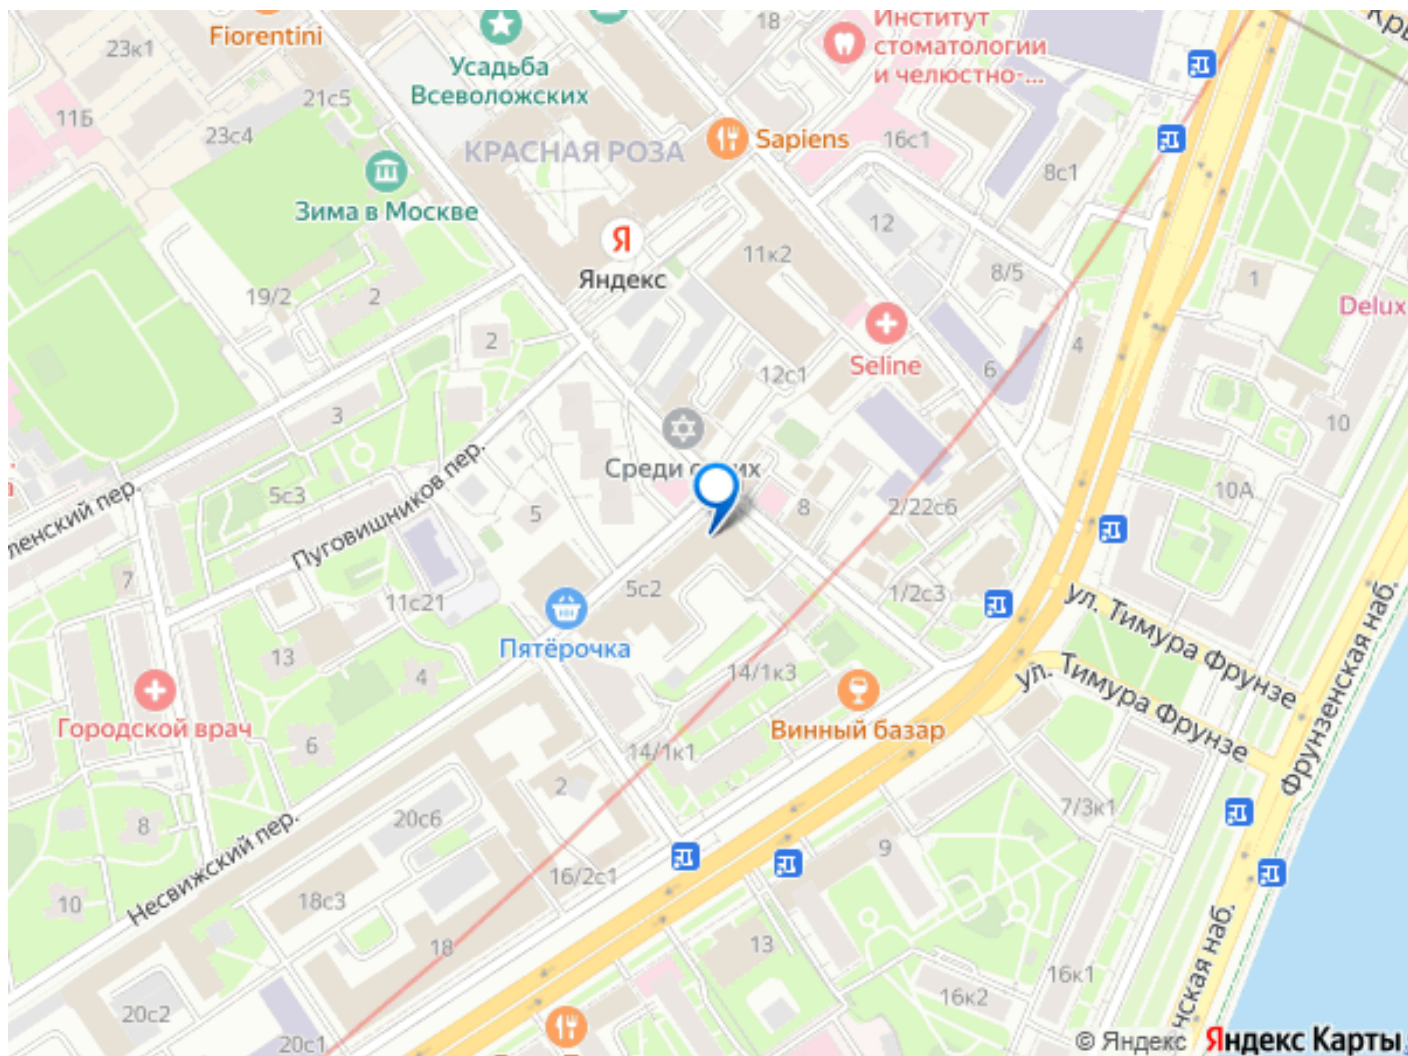 Fiorentini
23к1
Усадьба
Всеволожских
18
Институт
стоматологии
и челюстно-...
11Б
21с5
23с4
КРАСНАЯ РОЗА
Sapiens
16с1
8с1
Зима в Москве
12
11к2
8/5
1
Яндекс
19/2
2
2
Delux
Seline
4
6
12с1
3
10
Среди
5с3
ленский пер.
Пуговишников пер.
5
8
2/22с6
10А
7
11с21
5с2
1/2с3
ул. Тимура Фрунзе
Фрунзенская наб.
Пятёрочка
13
4
14/1к3
ул. Тимура Фрунзе
Городской врач
Винный базар
6
14/1к1
2
7/3к1
8
20с6
9
Несвижский пер.
16/2с1
10
18с3
18
13
16к1
16к2
нская наб.
20с2
20с1
© Яндекс Яндекс Карты